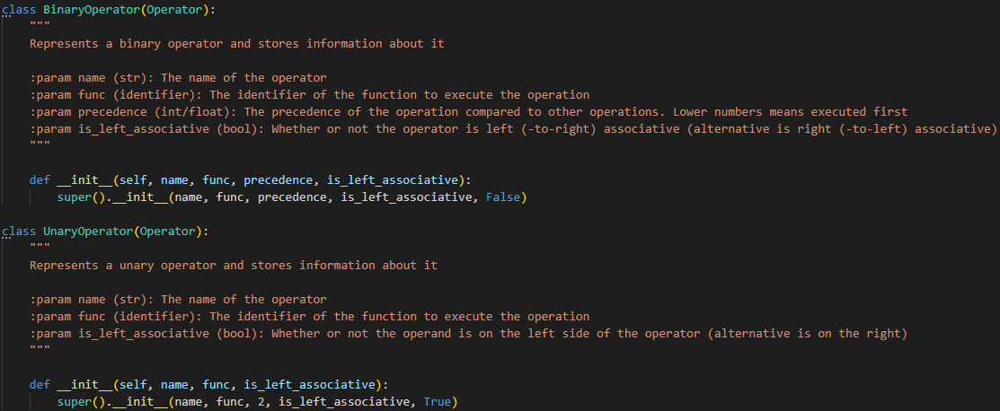 class BinaryOperator(Operator):
    """
    Represents a binary operator and stores information about it

    :param name (str): The name of the operator
    :param func (identifier): The identifier of the function to execute the operation
    :param precedence (int/float): The precedence of the operation compared to other operations. Lower numbers means executed first
    :param is_left_associative (bool): Whether or not the operator is left (-to-right) associative (alternative is right (-to-left) associative)
    """

    def __init__(self, name, func, precedence, is_left_associative):
        super().__init__(name, func, precedence, is_left_associative, False)

class UnaryOperator(Operator):
    """
    Represents a unary operator and stores information about it

    :param name (str): The name of the operator
    :param func (identifier): The identifier of the function to execute the operation
    :param is_left_associative (bool): Whether or not the operand is on the left side of the operator (alternative is on the right)
    """

    def __init__(self, name, func, is_left_associative):
        super().__init__(name, func, 2, is_left_associative, True)